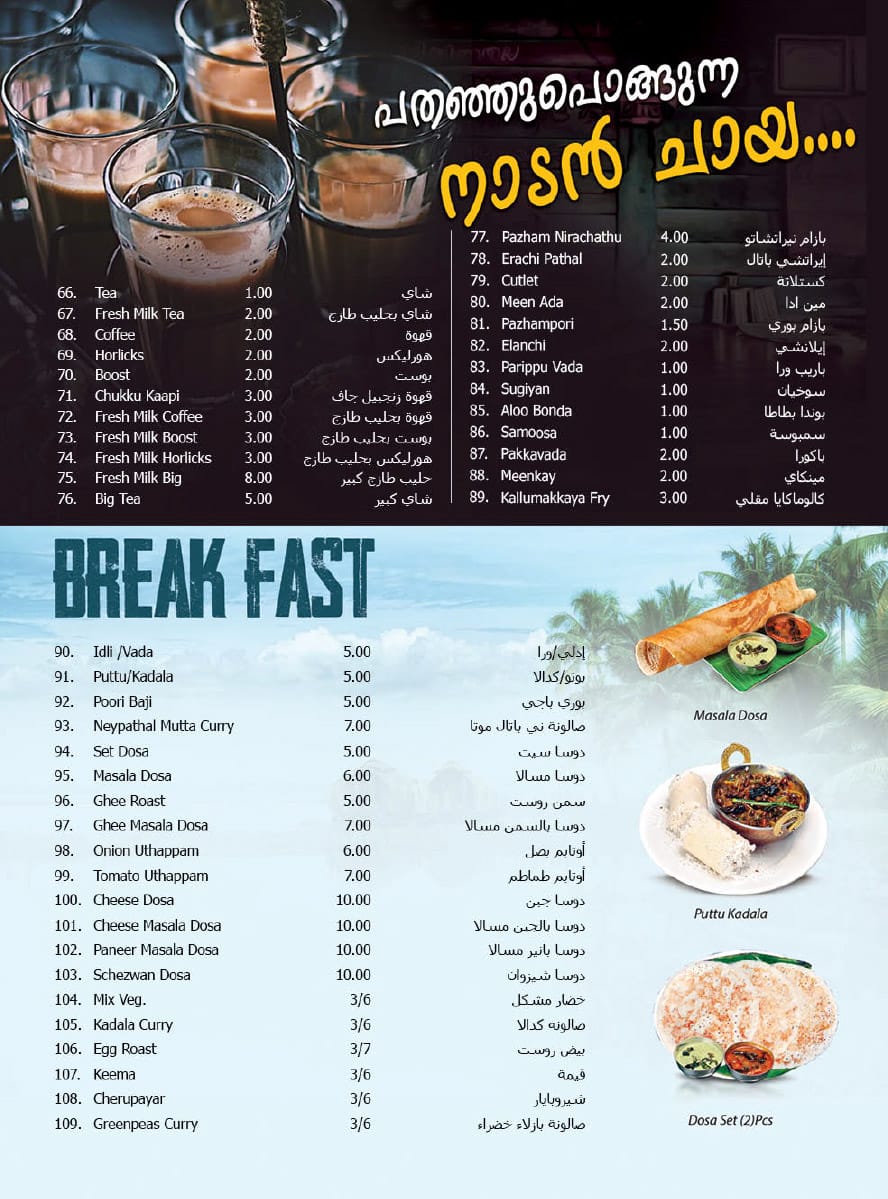 പതഞ്ഞുപൊങ്ങുന്ന
നാടൻ ചായ....
66. Tea 1.00 شاي
67. Fresh Milk Tea 2.00 شاي بحليب طازج
68. Coffee 2.00 قهوة
69. Horlicks 2.00 هورليكس
70. Boost 2.00 بوست
71. Chukku Kaapi 3.00 قهوة زنجبيل جاف
72. Fresh Milk Coffee 3.00 قهوة بحليب طازج
73. Fresh Milk Boost 3.00 بوست بحليب طازج
74. Fresh Milk Horlicks 3.00 هورليكس بحليب طازج
75. Fresh Milk Big 8.00 حليب طازج كبير
76. Big Tea 5.00 شاي كبير
77. Pazham Nirachathu 4.00 بازام نيراتشاتو
78. Erachi Pathal 2.00 إيراتشي باتال
79. Cutlet 2.00 كستلاتة
80. Meen Ada 2.00 مين ادا
81. Pazhampori 1.50 بازام بوري
82. Elanchi 2.00 إيلانشي
83. Parippu Vada 1.00 باريب ورا
84. Sugiyan 1.00 سوخيان
85. Aloo Bonda 1.00 بوندا بطاطا
86. Samoosa 1.00 سمبوسة
87. Pakkavada 2.00 باكورا
88. Meenkay 2.00 مينكاي
89. Kallumakkaya Fry 3.00 كالوماكايا مقلي
BREAK FAST
90. Idli /Vada 5.00 إدلي/ورا
91. Puttu/Kadala 5.00 بوتو/كدالا
92. Poori Baji 5.00 بوري باجي
93. Neypathal Mutta Curry 7.00 صالونة ني باتال موتا
94. Set Dosa 5.00 دوسا سيت
95. Masala Dosa 6.00 دوسا مسالا
96. Ghee Roast 5.00 سمن روست
97. Ghee Masala Dosa 7.00 دوسا بالسمن مسالا
98. Onion Uthappam 6.00 أوتابم بصل
99. Tomato Uthappam 7.00 أوتابم طماطم
100. Cheese Dosa 10.00 دوسا جبن
101. Cheese Masala Dosa 10.00 دوسا بالجبن مسالا
102. Paneer Masala Dosa 10.00 دوسا بانير مسالا
103. Schezwan Dosa 10.00 دوسا شيزوان
104. Mix Veg. 3/6 خضار مشكل
105. Kadala Curry 3/6 صالونة كدالا
106. Egg Roast 3/7 بيض روست
107. Keema 3/6 قيمة
108. Cherupayar 3/6 شيروبايار
109. Greenpeas Curry 3/6 صالونة بازلاء خضراء
Masala Dosa
Puttu Kadala
Dosa Set (2)Pcs